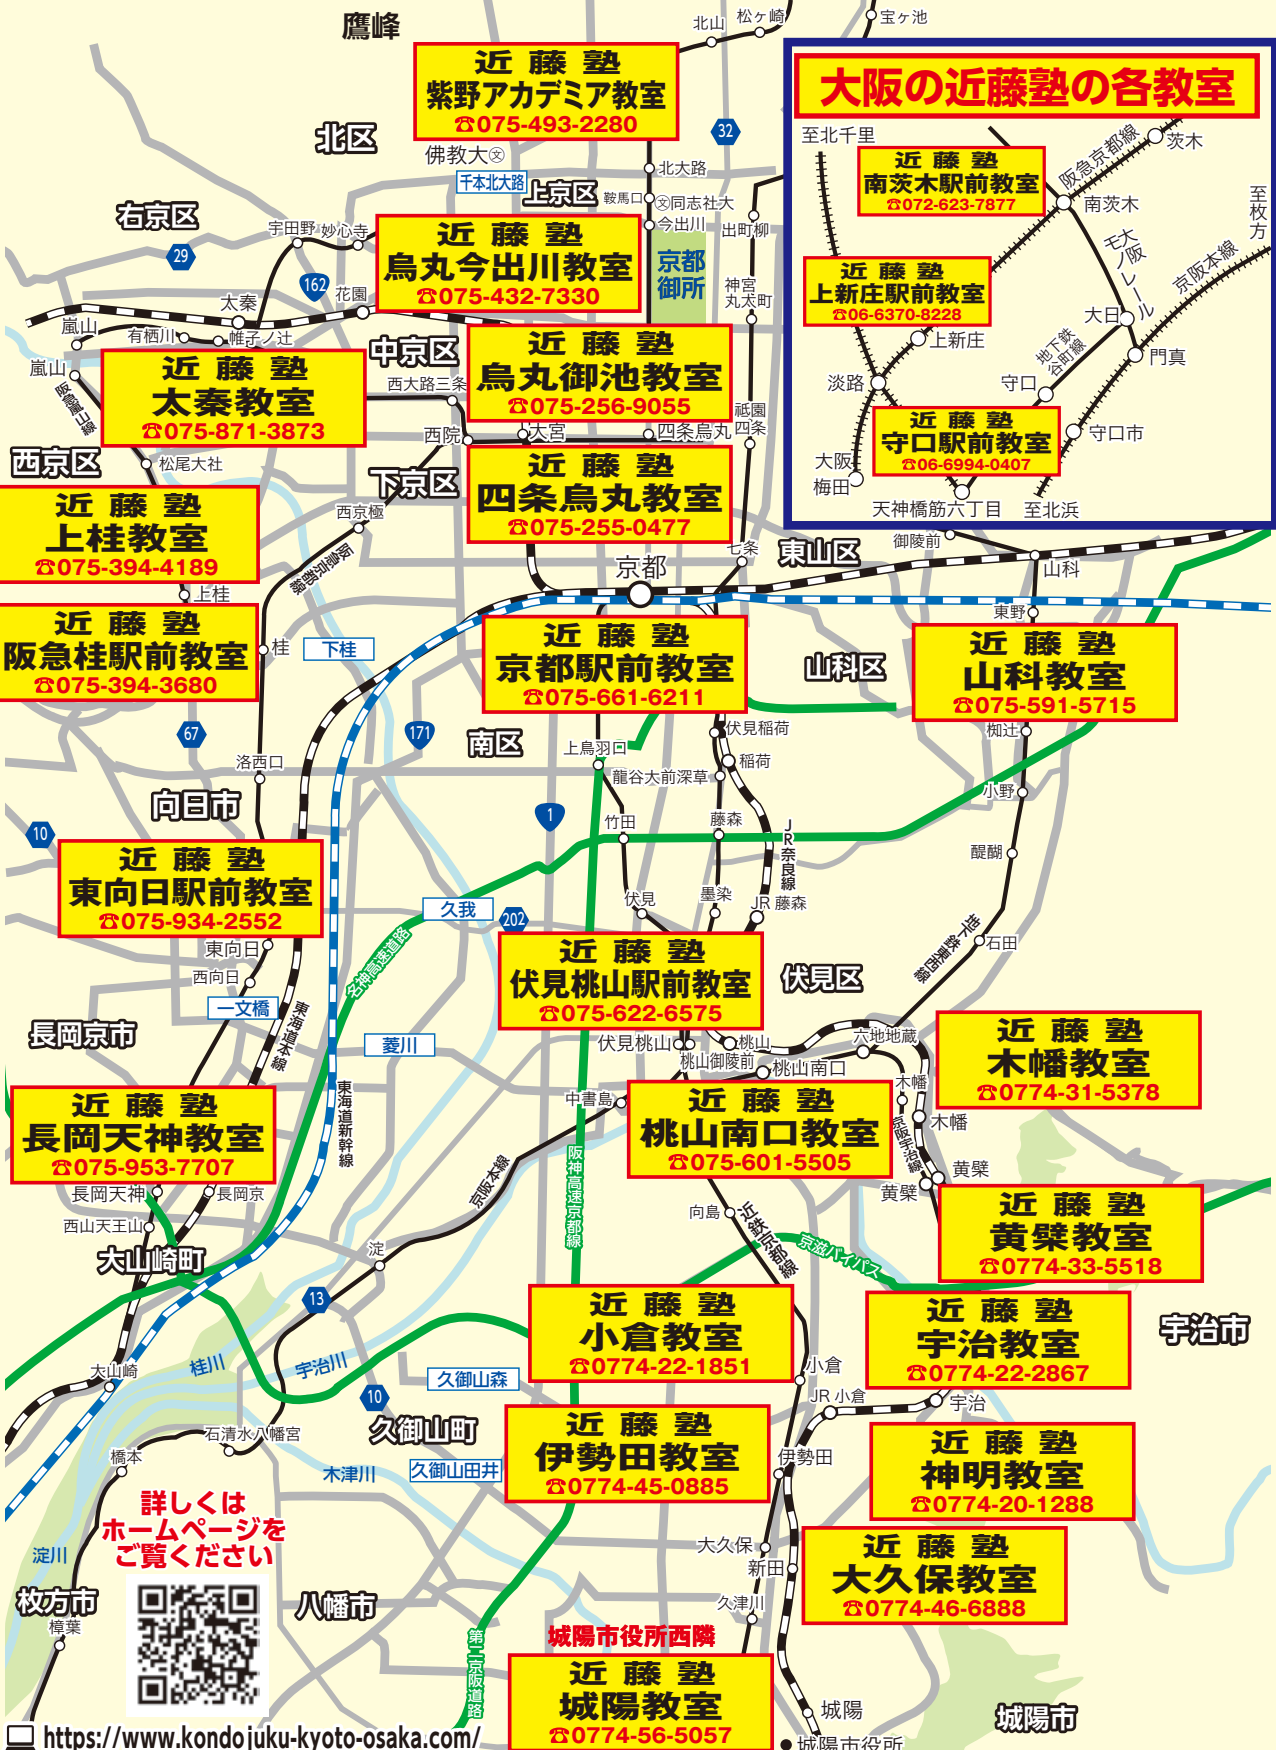 鷹峰
北山
松ヶ崎
宝ヶ池
近藤塾
紫野アカデミア教室
☎075-493-2280
大阪の近藤塾の各教室
至北千里
阪急京都線
茨木
近藤塾
南茨木駅前教室
☎072-623-7877
南茨木
至枚方
大阪モノレール
京阪本線
近藤塾
上新庄駅前教室
☎06-6370-8228
上新庄
大日
地下鉄谷町線
門真
淡路
守口
近藤塾
守口駅前教室
☎06-6994-0407
守口市
大阪梅田
天神橋筋六丁目
至北浜
北区
32
佛教大㊛
北大路
千本北大路
上京区
鞍馬口
同志社大
今出川
出町柳
右京区
宇田野
妙心寺
29
162
近藤塾
烏丸今出川教室
☎075-432-7330
京都御所
神宮丸太町
太秦
花園
嵐山
有栖川
帷子ノ辻
嵐山
阪急嵐山線
近藤塾
太秦教室
☎075-871-3873
中京区
西大路三条
近藤塾
烏丸御池教室
☎075-256-9055
祗園四条
西院
大宮
四条烏丸
西京区
松尾大社
下京区
近藤塾
四条烏丸教室
☎075-255-0477
近藤塾
上桂教室
☎075-394-4189
西京極
阪急京都線
七条
東山区
御陵前
山科
京都
上桂
東野
近藤塾
阪急桂駅前教室
☎075-394-3680
桂
下桂
近藤塾
京都駅前教室
☎075-661-6211
山科区
近藤塾
山科教室
☎075-591-5715
67
171
南区
伏見稲荷
椥辻
上鳥羽口
稲荷
洛西口
龍谷大前深草
小野
向日市
1
竹田
藤森
JR奈良線
醍醐
10
近藤塾
東向日駅前教室
☎075-934-2552
久我
202
伏見
墨染
JR 藤森
名神高速道路
地下鉄東西線
石田
東向日
西向日
近藤塾
伏見桃山駅前教室
☎075-622-6575
伏見区
一文橋
東海道本線
長岡京市
菱川
伏見桃山
桃山
六地地蔵
桃山御陵前
桃山南口
近藤塾
木幡教室
☎0774-31-5378
木幡
東海道新幹線
中書島
近藤塾
桃山南口教室
☎075-601-5505
京阪宇治線
木幡
近藤塾
長岡天神教室
☎075-953-7707
阪神高速京都線
京阪本線
黄檗
黄檗
長岡天神
長岡京
西山天王山
向島
近鉄京都線
近藤塾
黄檗教室
☎0774-33-5518
大山崎町
淀
京滋バイパス
13
近藤塾
小倉教室
☎0774-22-1851
近藤塾
宇治教室
☎0774-22-2867
宇治市
大山崎
桂川
宇治川
久御山森
小倉
10
JR 小倉
宇治
石清水八幡宮
久御山町
近藤塾
伊勢田教室
☎0774-45-0885
近藤塾
神明教室
☎0774-20-1288
橋本
木津川
久御山田井
伊勢田
詳しくは
ホームページを
ご覧ください
淀川
大久保
新田
近藤塾
大久保教室
☎0774-46-6888
枚方市
樟葉
八幡市
久津川
第二京阪道路
城陽市役所西隣
近藤塾
城陽教室
☎0774-56-5057
城陽
城陽市
城陽市役所
https://www.kondojuku-kyoto-osaka.com/